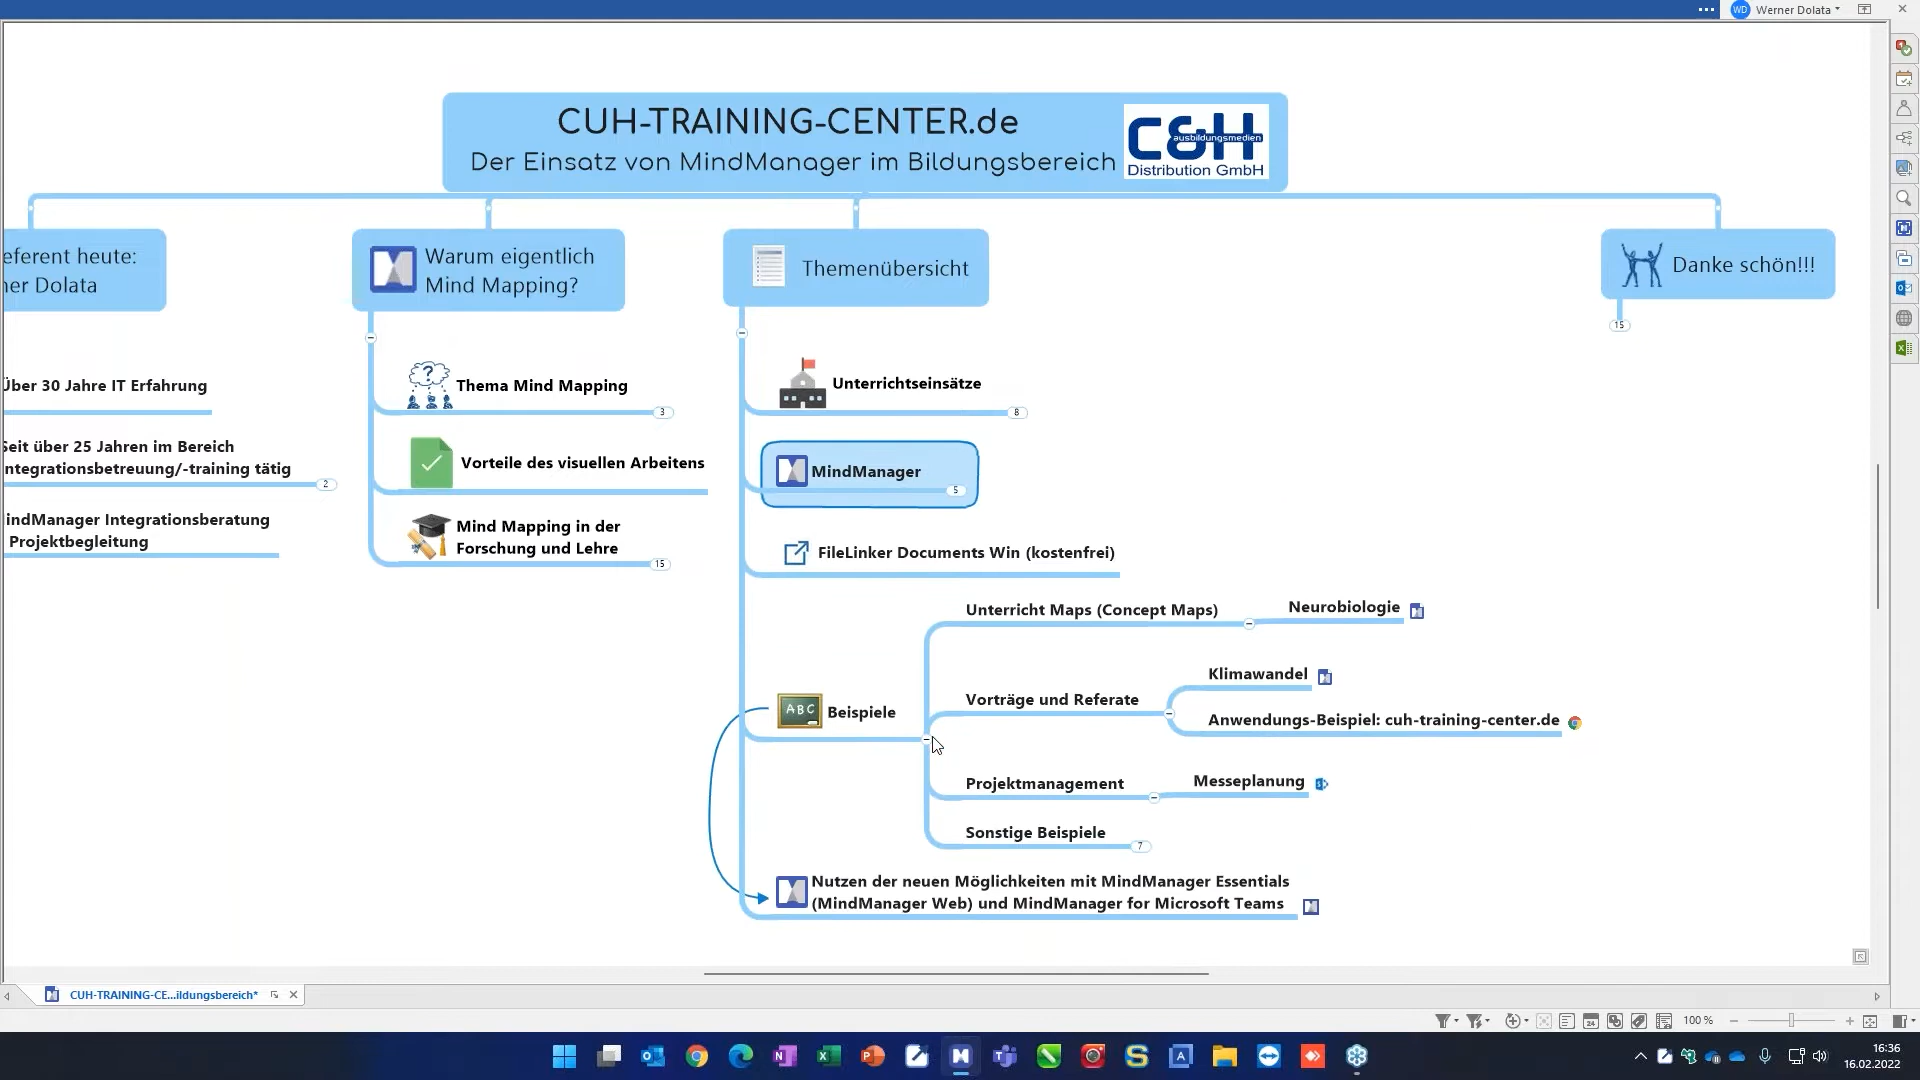 WD Werner Dolata
CUH-TRAINING-CENTER.de
Der Einsatz von MindManager im Bildungsbereich
C&H
ausbildungsmedien
Distribution GmbH
eferent heute:
ner Dolata
Über 30 Jahre IT Erfahrung
Seit über 25 Jahren im Bereich
ntegrationsbetreuung/-training tätig
2
indManager Integrationsberatung
Projektbegleitung
Warum eigentlich
Mind Mapping?
Thema Mind Mapping
3
Vorteile des visuellen Arbeitens
Mind Mapping in der
Forschung und Lehre
15
Themenübersicht
Unterrichtseinsätze
8
MindManager
5
FileLinker Documents Win (kostenfrei)
ABC
Beispiele
Unterricht Maps (Concept Maps)
Neurobiologie
Vorträge und Referate
Klimawandel
Anwendungs-Beispiel: cuh-training-center.de
Projektmanagement
Messeplanung
Sonstige Beispiele
7
Nutzen der neuen Möglichkeiten mit MindManager Essentials
(MindManager Web) und MindManager for Microsoft Teams
Danke schön!!!
15
CUH-TRAINING-CE...ildungsbereich*
100 %
16:36
16.02.2022